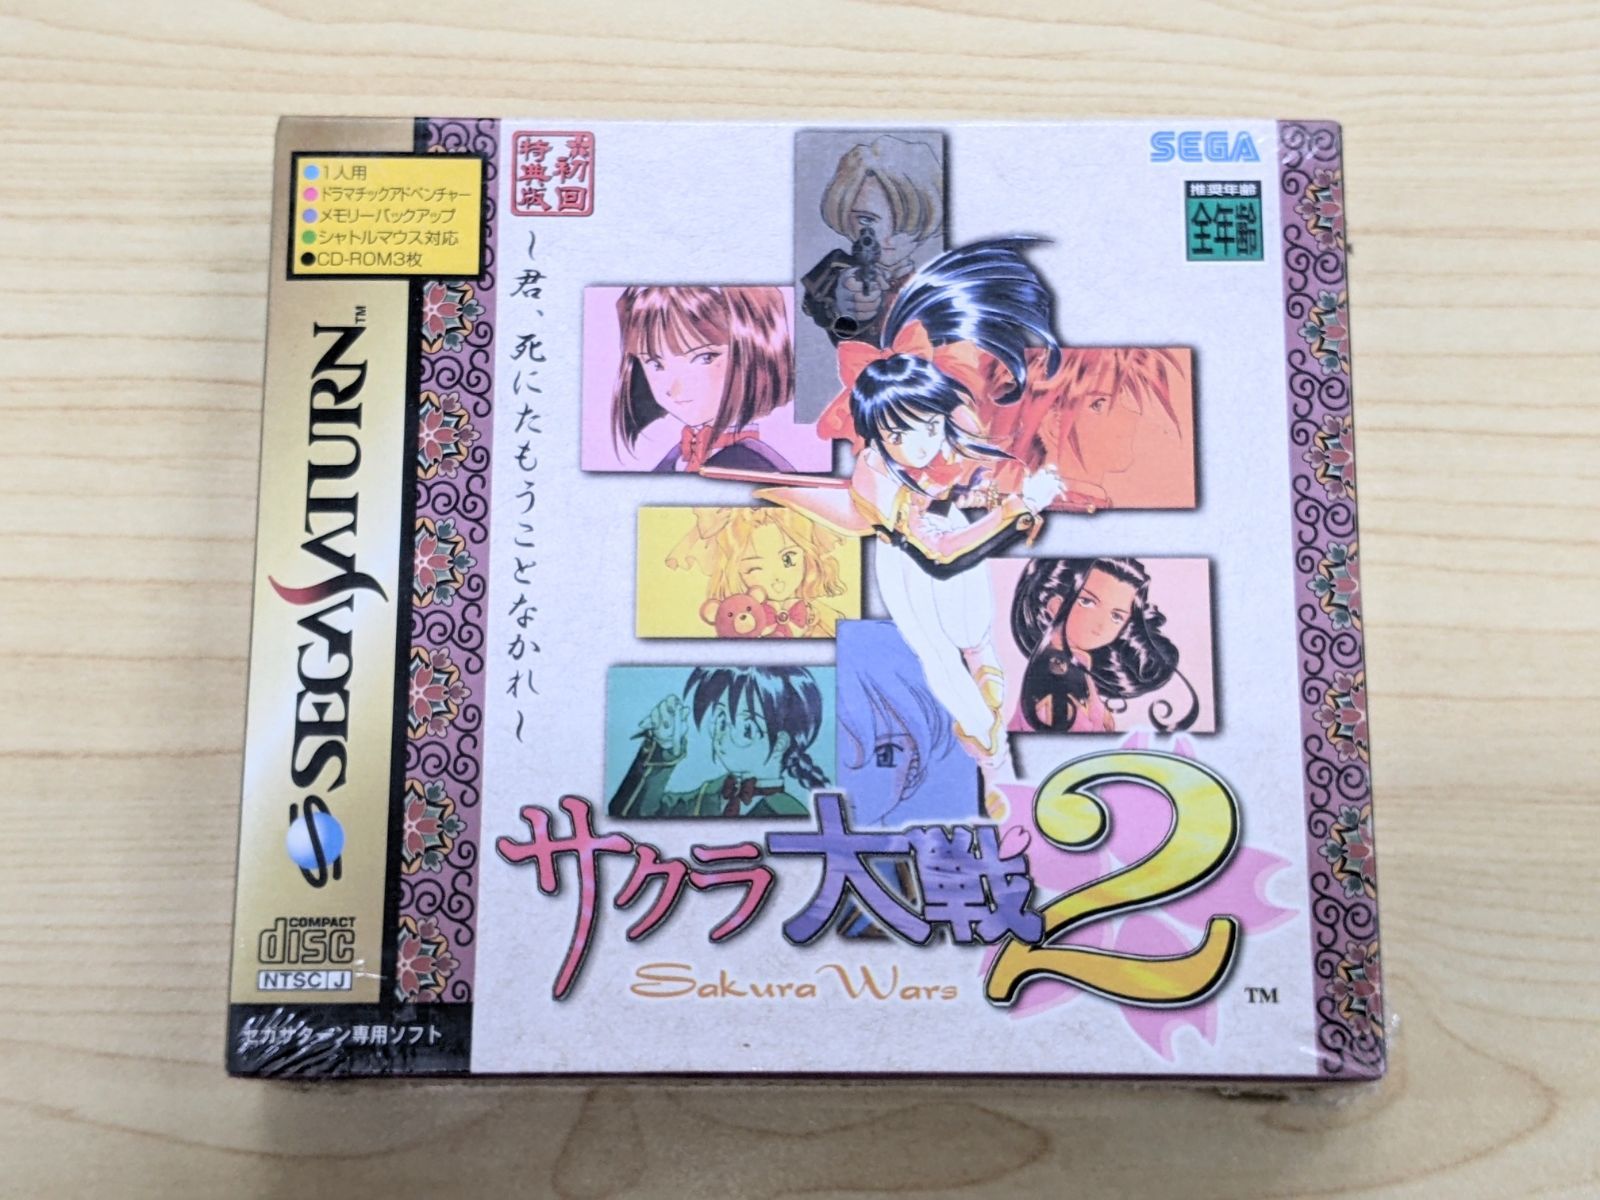 1人用
ドラマチックアドベンチャー
メモリーバックアップ
シャトルマウス対応
CD-ROM3枚
SEGA SATURN™
COMPACT
disc
NTSC J
セガサターン専用ソフト
初回
特典版
～君、死にたもうことなかれ～
SEGA
推奨年齢
全年齢
サクラ大戦2
Sakura Wars
TM